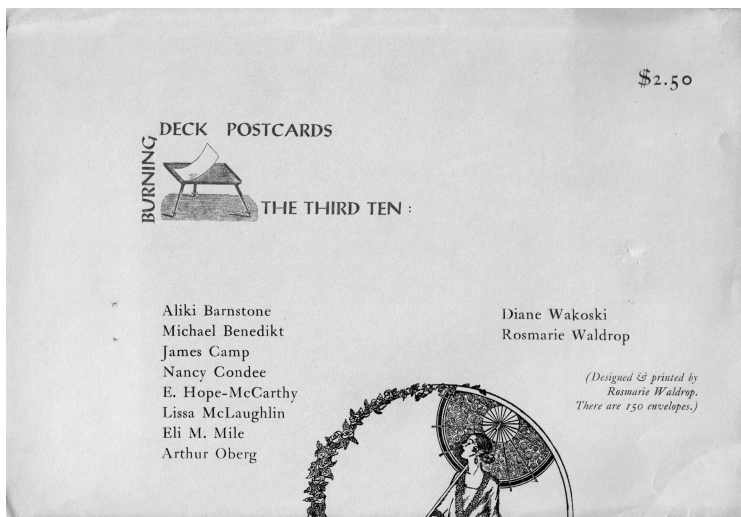 $2.50
BURNING
DECK POSTCARDS
THE THIRD TEN :
Aliki Barnstone
Michael Benedikt
James Camp
Nancy Condee
E. Hope-McCarthy
Lissa McLaughlin
Eli M. Mile
Arthur Oberg
Diane Wakoski
Rosmarie Waldrop
(Designed & printed by
Rosmarie Waldrop.
There are 150 envelopes.)